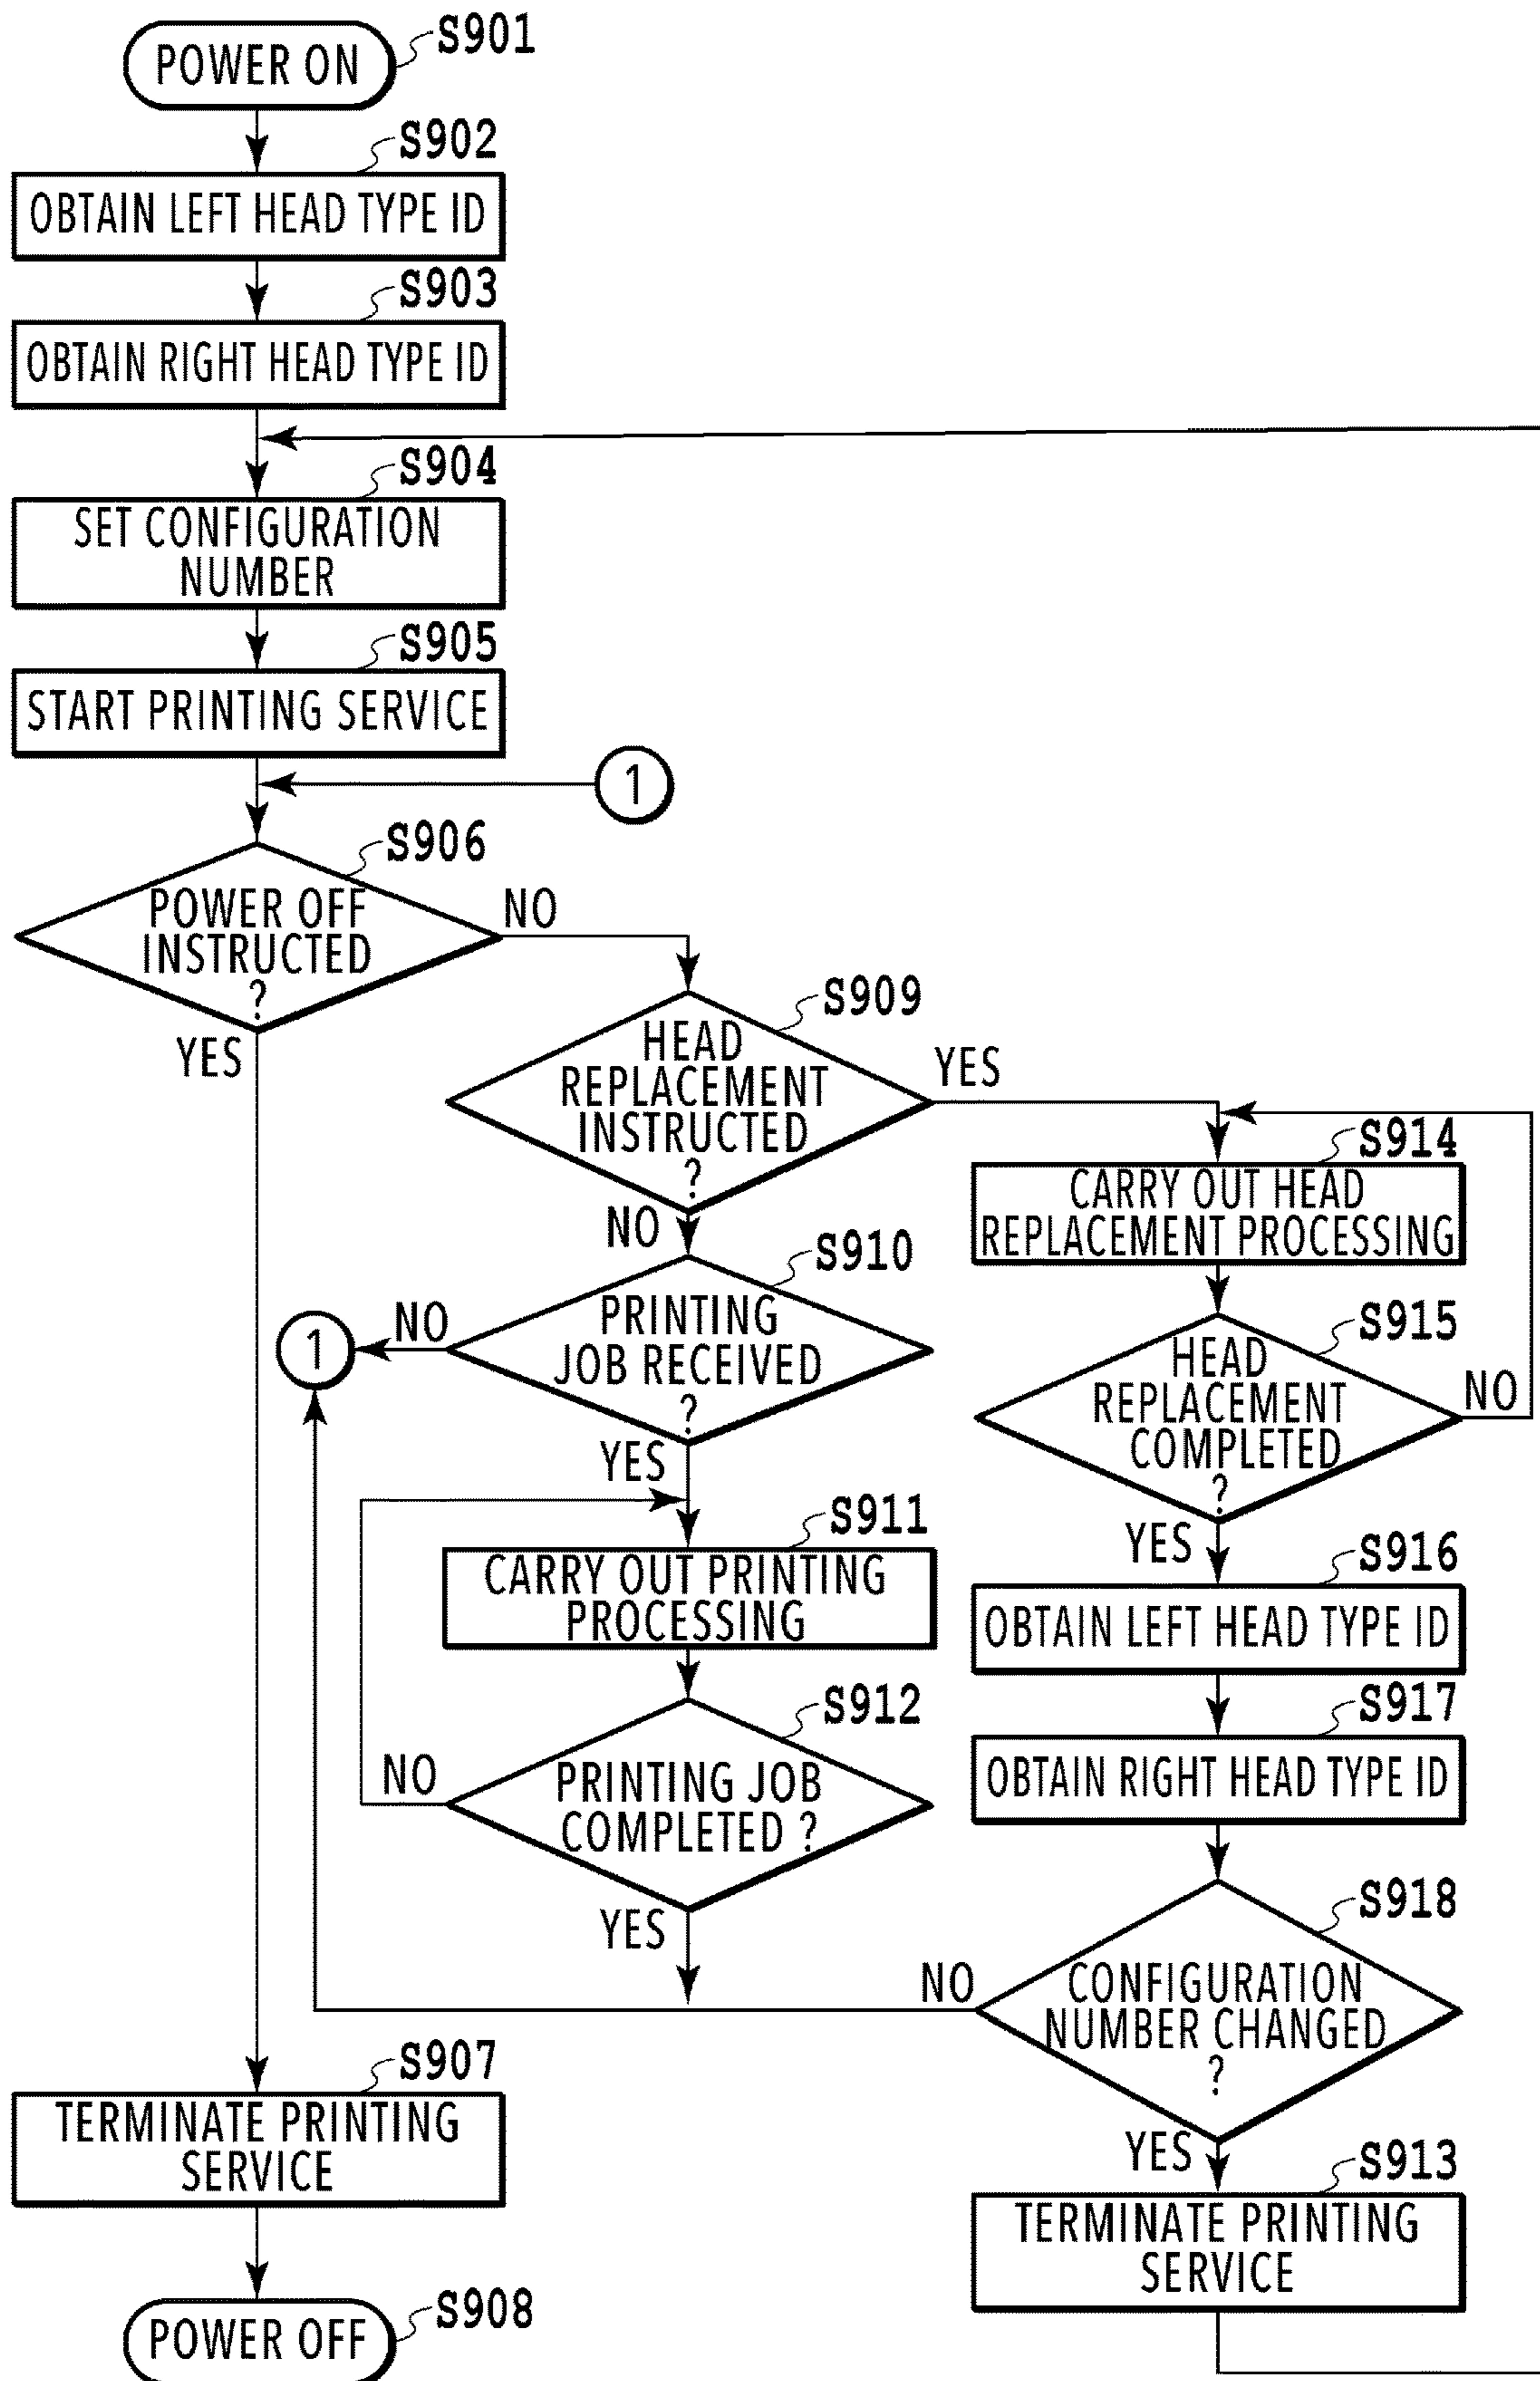 POWER ON
S901
S902
OBTAIN LEFT HEAD TYPE ID
S903
OBTAIN RIGHT HEAD TYPE ID
S904
SET CONFIGURATION
NUMBER
S905
START PRINTING SERVICE
1
S906
POWER OFF
INSTRUCTED
?
NO
YES
S909
HEAD
REPLACEMENT
INSTRUCTED
?
YES
NO
S914
CARRY OUT HEAD
REPLACEMENT PROCESSING
S910
PRINTING
JOB RECEIVED
?
NO
1
YES
S915
HEAD
REPLACEMENT
COMPLETED
?
NO
YES
S911
CARRY OUT PRINTING
PROCESSING
S916
OBTAIN LEFT HEAD TYPE ID
S912
PRINTING JOB
COMPLETED ?
NO
YES
S917
OBTAIN RIGHT HEAD TYPE ID
S918
CONFIGURATION
NUMBER CHANGED
?
NO
YES
S907
TERMINATE PRINTING
SERVICE
S913
TERMINATE PRINTING
SERVICE
S908
POWER OFF